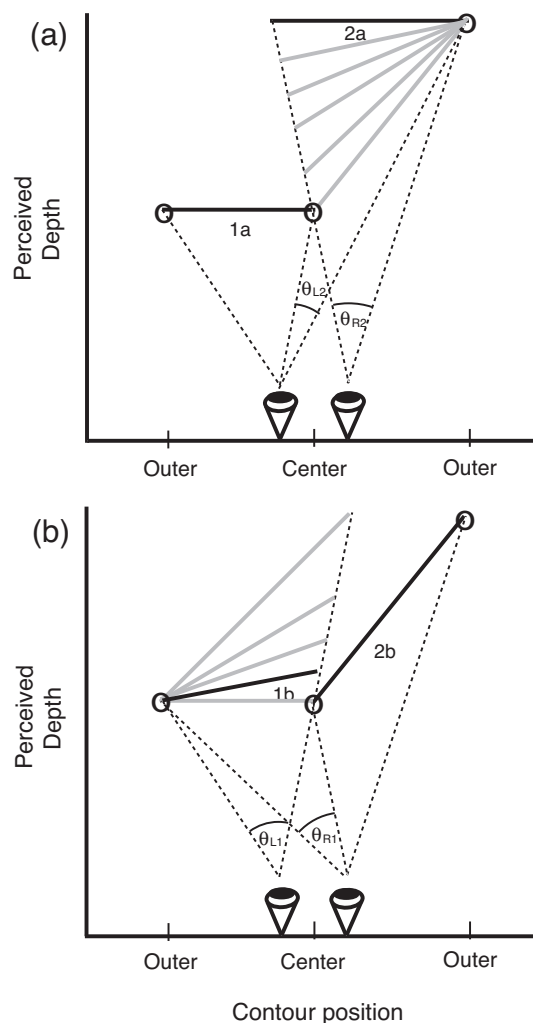 (a)
2a
1a
θL2
θR2
Perceived
Depth
Outer Center Outer
(b)
2b
1b
θL1
θR1
Perceived
Depth
Outer Center Outer
Contour position